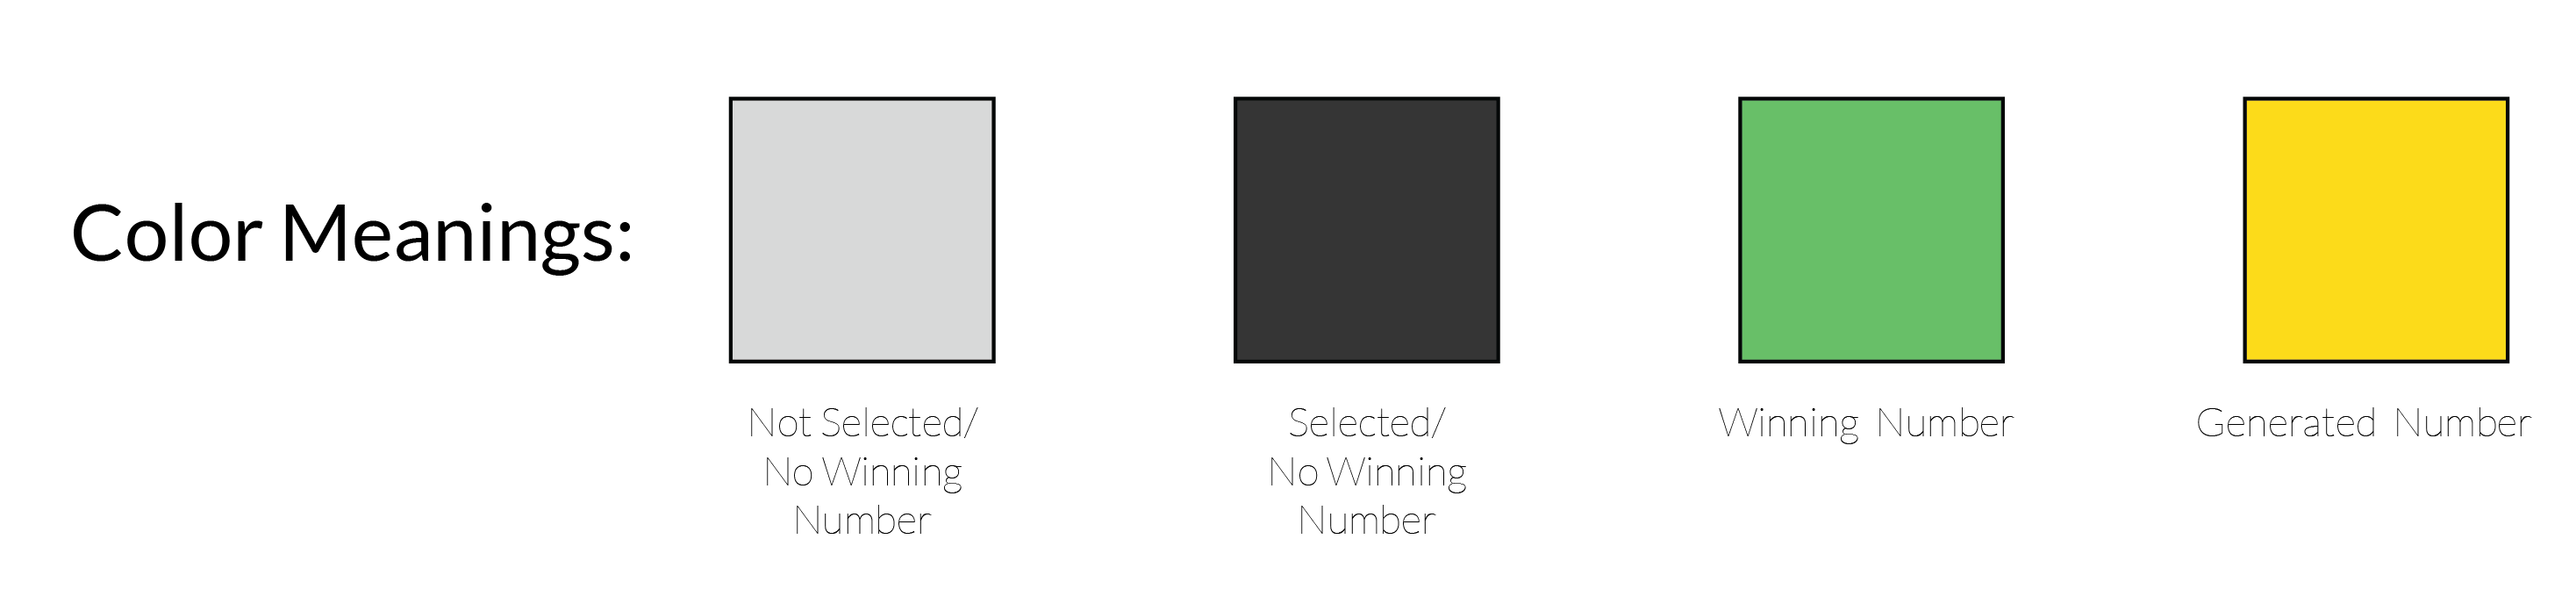 Color Meanings:
Not Selected/
No Winning
Number
Selected/
No Winning
Number
Winning Number
Generated Number